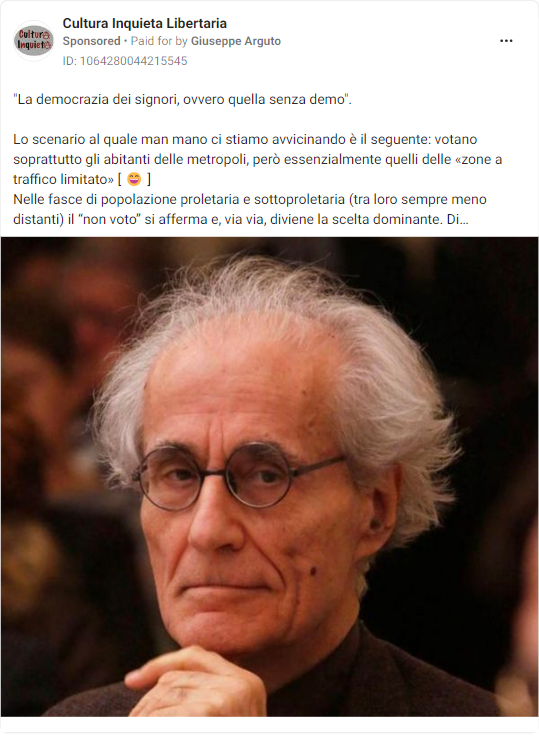 Cultura Inquieta Libertaria
Sponsored • Paid for by Giuseppe Arguto
ID: 1064280044215545
Cultura
Inquieta
"La democrazia dei signori, ovvero quella senza demo".
Lo scenario al quale man mano ci stiamo avvicinando è il seguente: votano
soprattutto gli abitanti delle metropoli, però essenzialmente quelli delle «zone a
traffico limitato» [ 😅 ]
Nelle fasce di popolazione proletaria e sottoproletaria (tra loro sempre meno
distanti) il “non voto” si afferma e, via via, diviene la scelta dominante. Di...